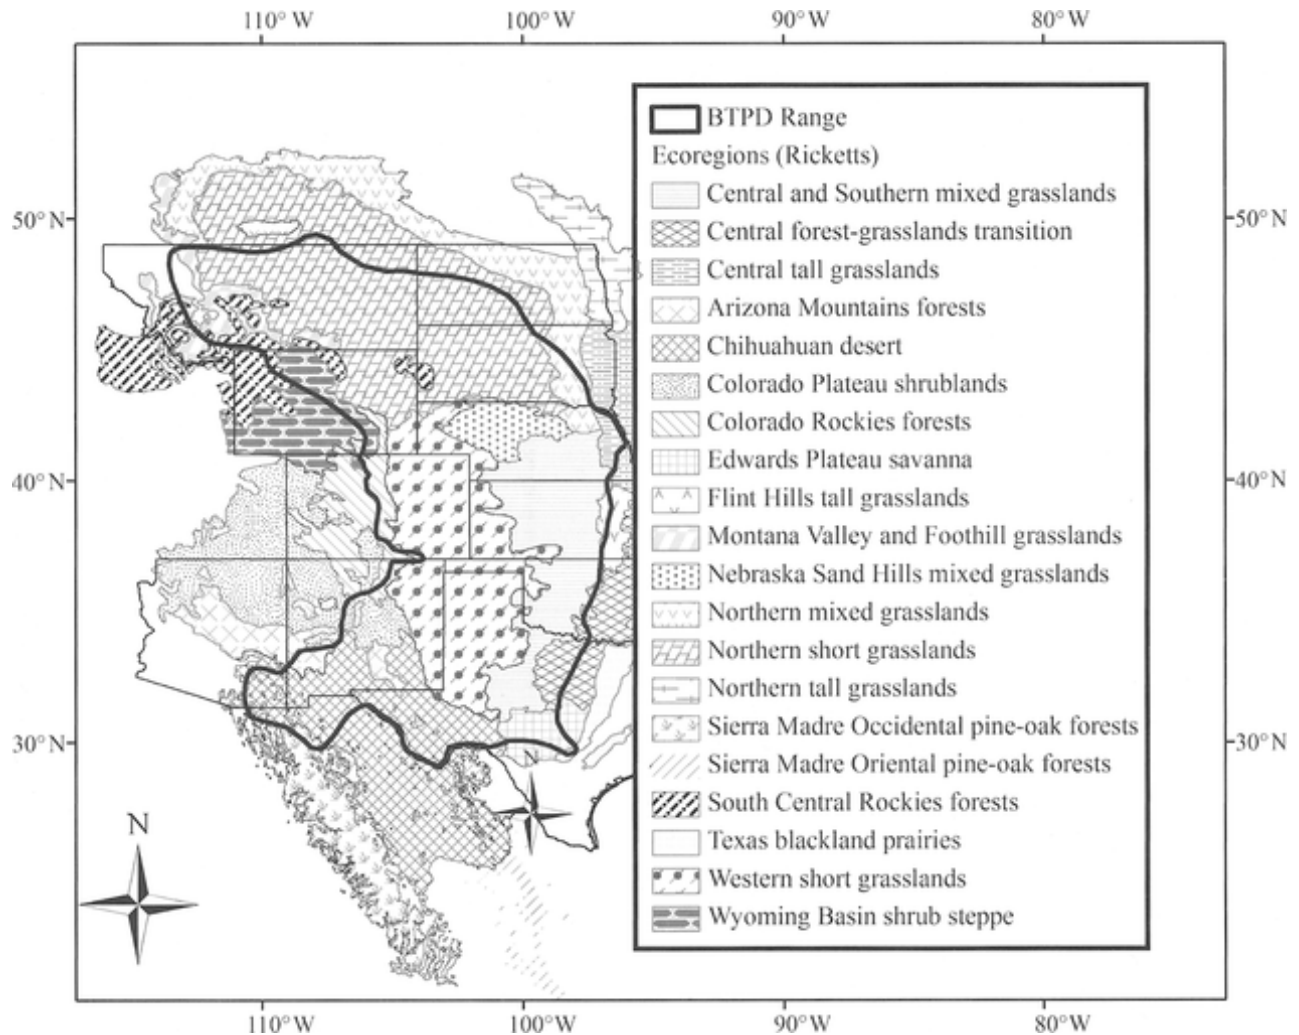 110° W 100° W 90° W 80° W
50° N
50° N
40° N
40° N
30° N
30° N
BTPD Range
Ecoregions (Ricketts)
Central and Southern mixed grasslands
Central forest-grasslands transition
Central tall grasslands
Arizona Mountains forests
Chihuahuan desert
Colorado Plateau shrublands
Colorado Rockies forests
Edwards Plateau savanna
Flint Hills tall grasslands
Montana Valley and Foothill grasslands
Nebraska Sand Hills mixed grasslands
Northern mixed grasslands
Northern short grasslands
Northern tall grasslands
Sierra Madre Occidental pine-oak forests
Sierra Madre Oriental pine-oak forests
South Central Rockies forests
Texas blackland prairies
Western short grasslands
Wyoming Basin shrub steppe
N
N
110° W 100° W 90° W 80° W